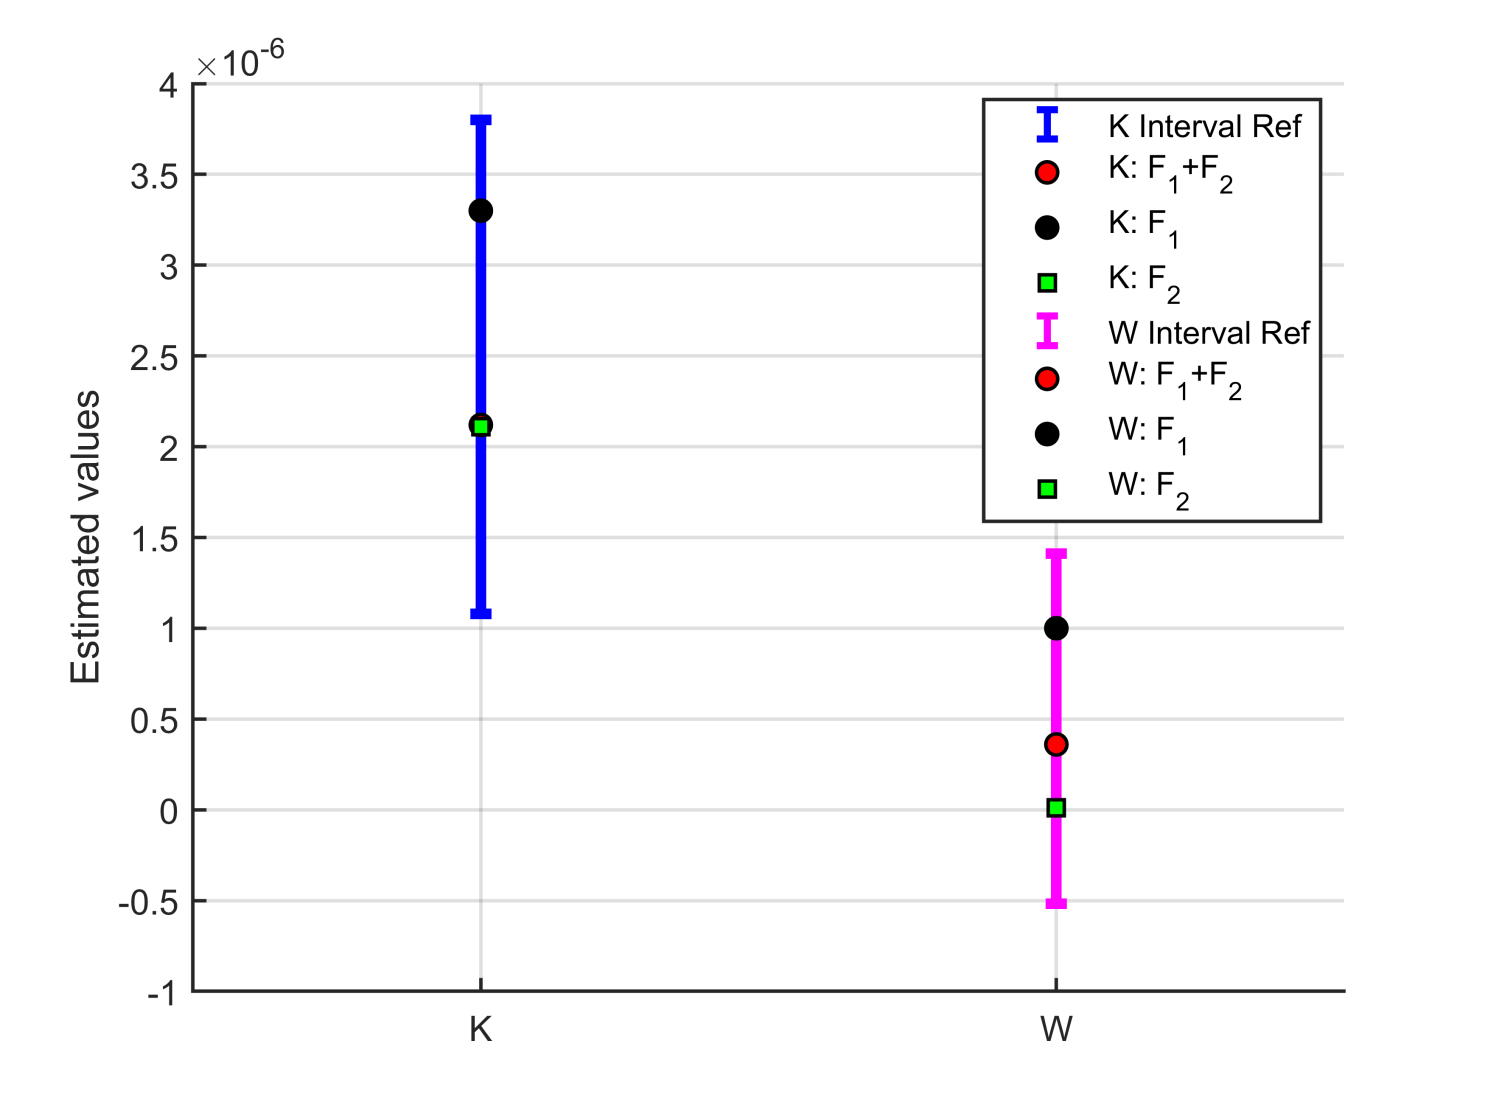 ×10-6
4
3.5
3
2.5
2
1.5
1
0.5
0
-0.5
-1
Estimated values
K
W
K Interval Ref
K: F1+F2
K: F1
K: F2
W Interval Ref
W: F1+F2
W: F1
W: F2